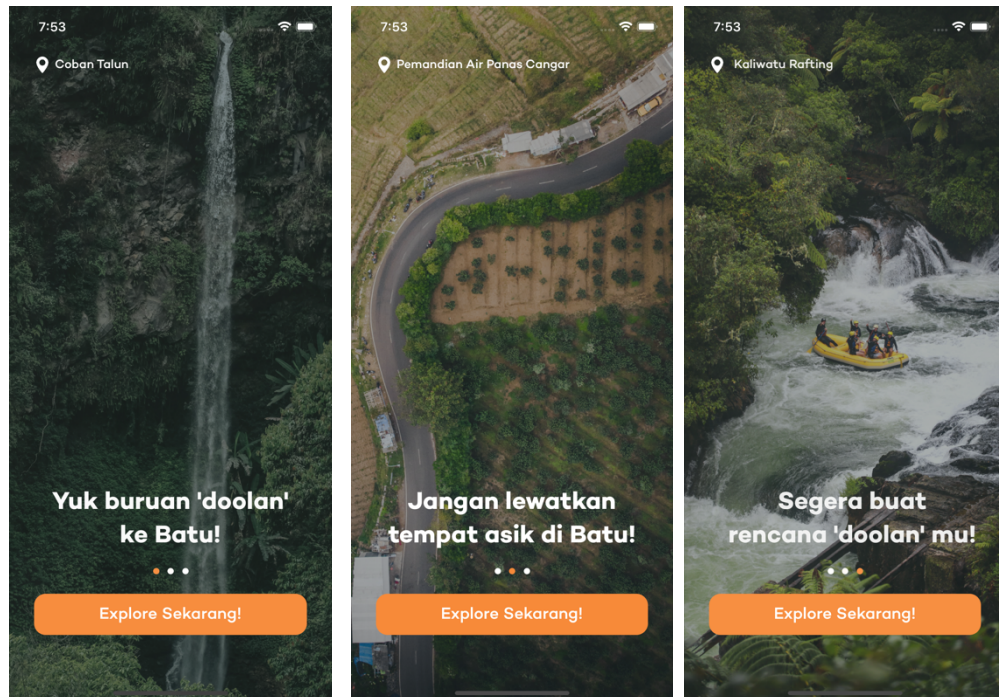 7:53
Coban Talun
Yuk buruan 'doolan'
ke Batu!
Explore Sekarang!
7:53
Pemandian Air Panas Cangar
Jangan lewatkan
tempat asik di Batu!
Explore Sekarang!
7:53
Kaliwatu Rafting
Segera buat
rencana 'doolan' mu!
Explore Sekarang!